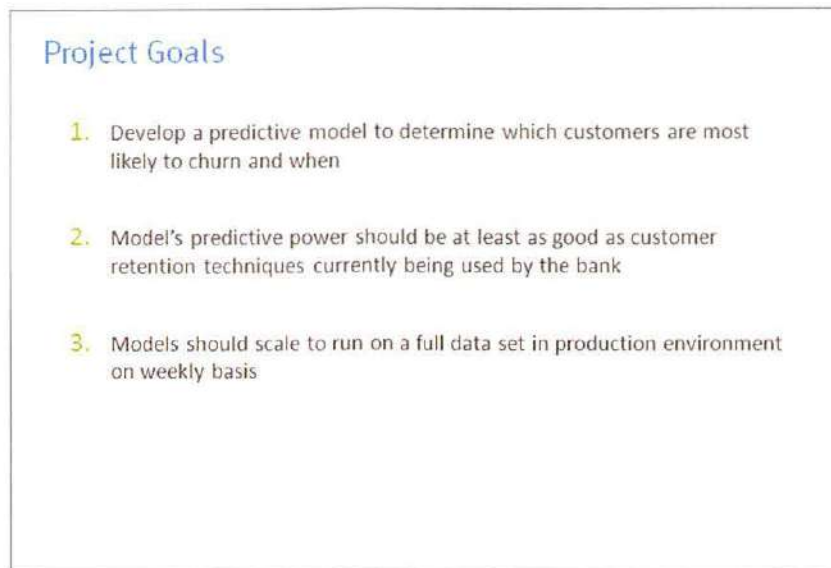 Project Goals
1. Develop a predictive model to determine which customers are most
likely to churn and when
2. Model's predictive power should be at least as good as customer
retention techniques currently being used by the bank
3. Models should scale to run on a full data set in production environment
on weekly basis